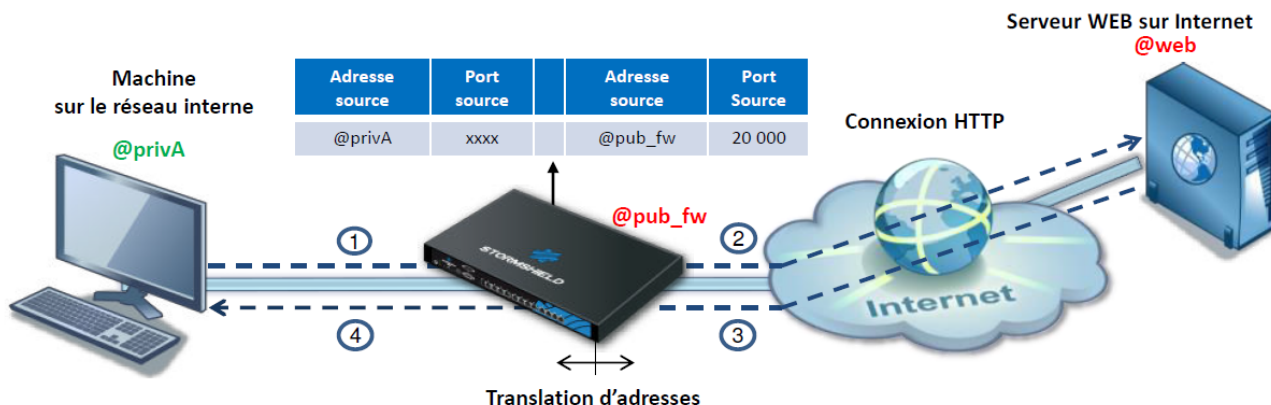 Serveur WEB sur Internet
@web
Machine
sur le réseau interne
@privA
Adresse source Port source Adresse source Port Source
@privA xxxx @pub_fw 20 000
Connexion HTTP
@pub_fw
1
2
STORMSHIELD
Internet
4
3
Translation d'adresses